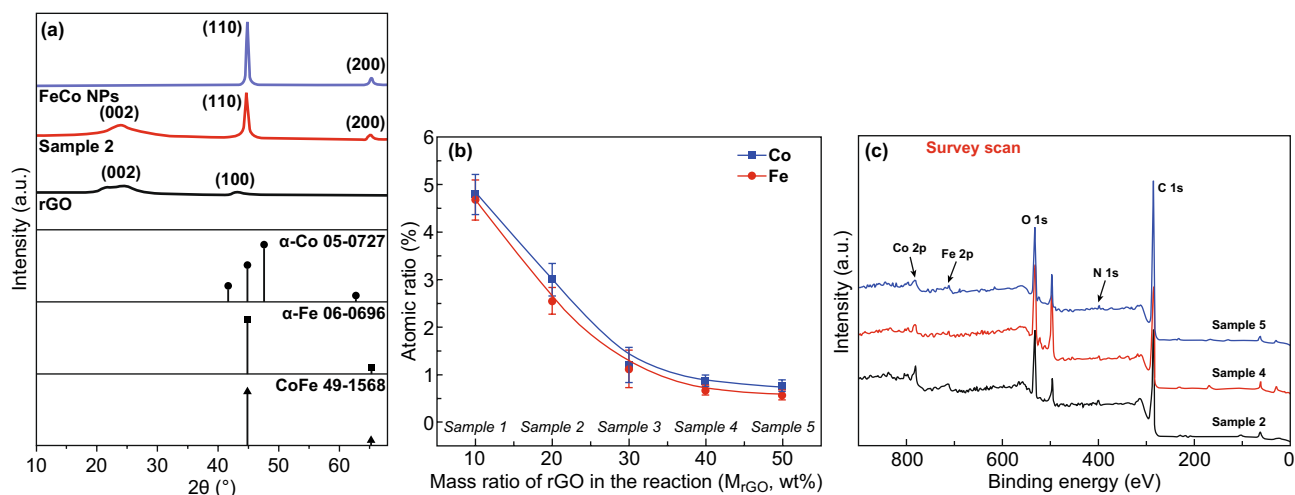 (a)
(110)
(200)
FeCo NPs
(002)
(110)
(200)
Sample 2
(002)
(100)
rGO
α-Co 05-0727
α-Fe 06-0696
CoFe 49-1568
Intensity (a.u.)
10 20 30 40 50 60
2θ (°)
(b)
Co
Fe
6
5
4
3
2
1
0
Atomic ratio (%)
Sample 1 Sample 2 Sample 3 Sample 4 Sample 5
10 20 30 40 50
Mass ratio of rGO in the reaction (MrGO, wt%)
(c)
Survey scan
C 1s
O 1s
Co 2p
Fe 2p
N 1s
Sample 5
Sample 4
Sample 2
Intensity (a.u.)
800 600 400 200 0
Binding energy (eV)